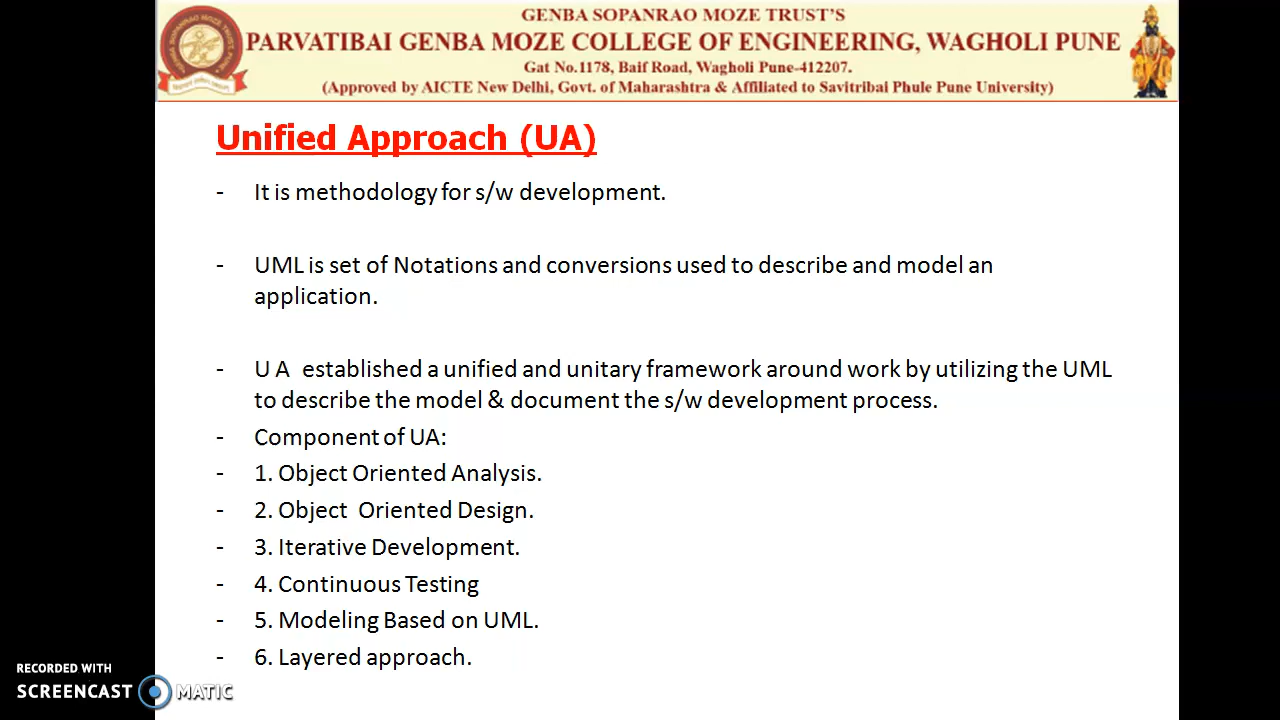 GENBA SOPANRAO MOZE TRUST'S
PARVATIBAI GENBA MOZE COLLEGE OF ENGINEERING, WAGHOLI PUNE
Gat No.1178, Baif Road, Wagholi Pune-412207.
(Approved by AICTE New Delhi, Govt. of Maharashtra & Affiliated to Savitribai Phule Pune University)
Unified Approach (UA)
- It is methodology for s/w development.
- UML is set of Notations and conversions used to describe and model an
application.
- U A established a unified and unitary framework around work by utilizing the UML
to describe the model & document the s/w development process.
- Component of UA:
- 1. Object Oriented Analysis.
- 2. Object Oriented Design.
- 3. Iterative Development.
- 4. Continuous Testing
- 5. Modeling Based on UML.
- 6. Layered approach.
RECORDED WITH
SCREENCAST MATIC